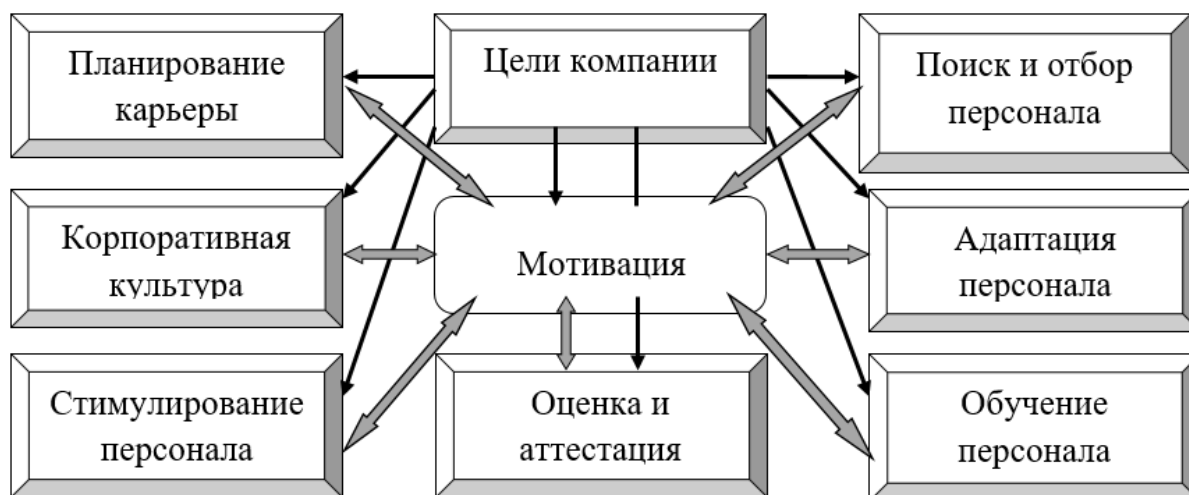 Планирование
карьеры
Цели компании
Поиск и отбор
персонала
Корпоративная
культура
Мотивация
Адаптация
персонала
Стимулирование
персонала
Оценка и
аттестация
Обучение
персонала